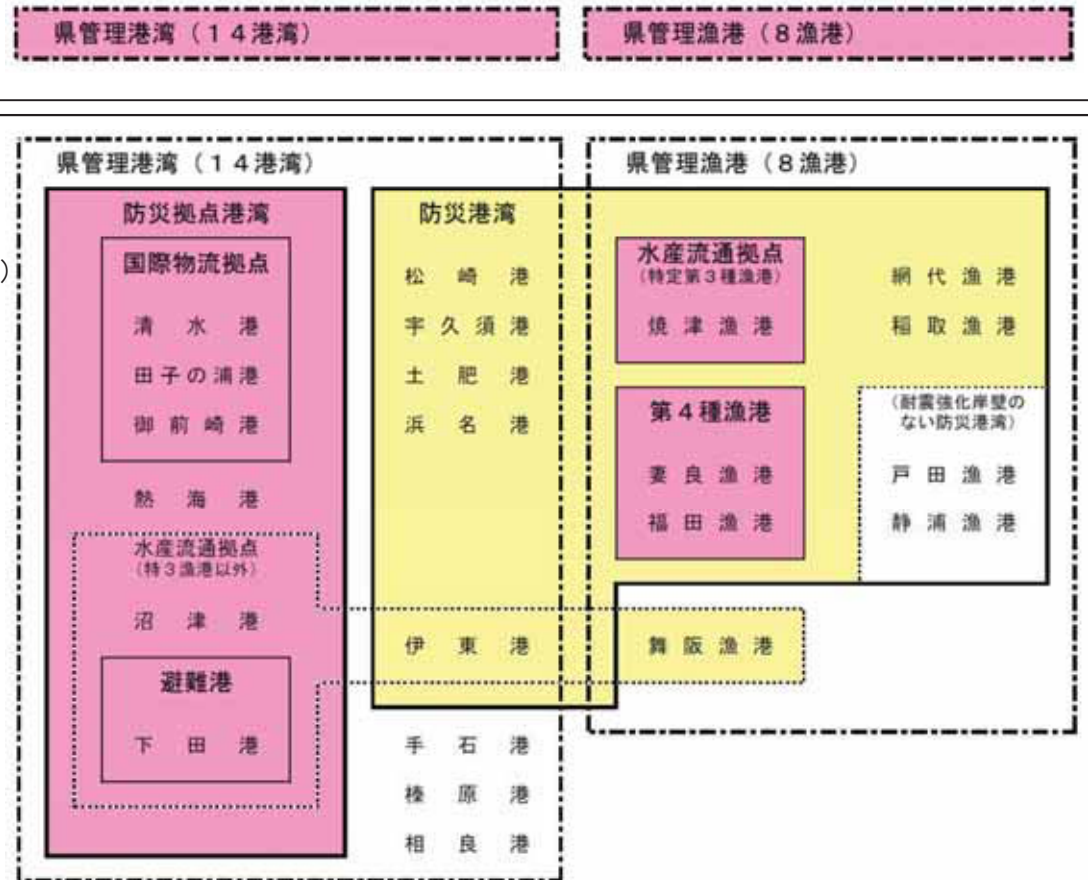 県管理港湾（１４港湾）
県管理漁港（８漁港）
県管理港湾（１４港湾）
防災拠点港湾
国際物流拠点
清水港
田子の浦港
御前崎港
熱海港
水産流通拠点
（特３漁港以外）
沼津港
避難港
下田港
防災港湾
松崎港
宇久須港
土肥港
浜名港
伊東港
手石港
榛原港
相良港
県管理漁港（８漁港）
水産流通拠点
（特定第３種漁港）
焼津漁港
第４種漁港
妻良漁港
福田漁港
舞阪漁港
網代漁港
稲取漁港
（耐震強化岸壁の
ない防災港湾）
戸田漁港
静浦漁港
）